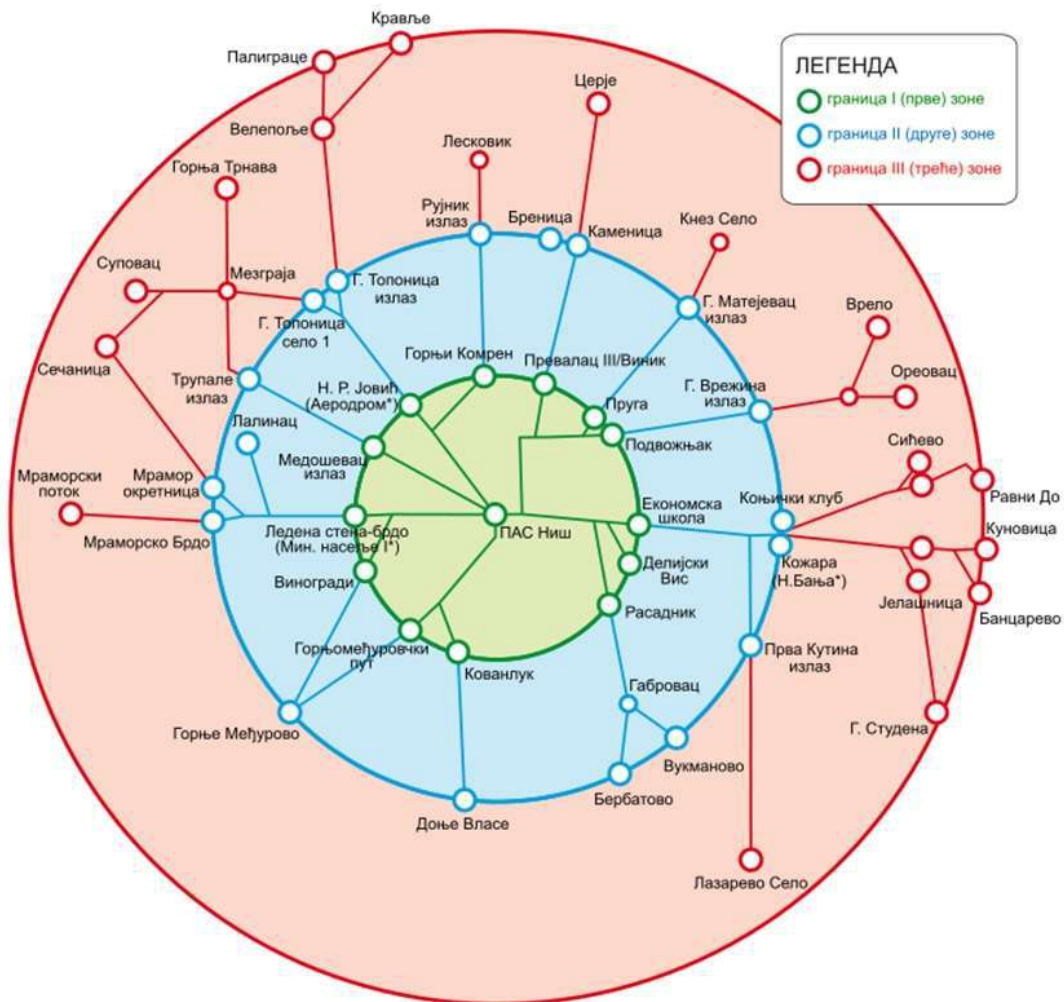 Кравље
Палиграце
ЛЕГЕНДА
граница I (прве) зоне
граница II (друге) зоне
граница III (треће) зоне
Церје
Велепоље
Лесковик
Горња Трнава
Рујник
излаз
Бреница
Каменица
Кнез Село
Суповац
Мезграја
Г. Топоница
излаз
Г. Матејевац
излаз
Врело
Г. Топоница
село 1
Сечаница
Горњи Комрен
Превалац III/Виник
Ореовац
Трупале
излаз
Н. Р. Јовић
(Аеродром*)
Г. Врежина
излаз
Пруга
Лалинац
Подвожњак
Сићево
Медошевац
излаз
Мраморски
поток
Мрамор
окретница
Економска
школа
Коњички клуб
Равни До
Мраморско Брдо
Ледена стена-брдо
(Мин. насеље I*)
ПАС Ниш
Куновица
Делијски
Вис
Кожара
(Н.Бања*)
Виногради
Јелашница
Расадник
Банцарево
Горњомеђуровчки
пут
Кованлук
Прва Кутина
излаз
Габровац
Горње Међурово
Г. Студена
Вукманово
Бербатово
Доње Власе
Лазарево Село